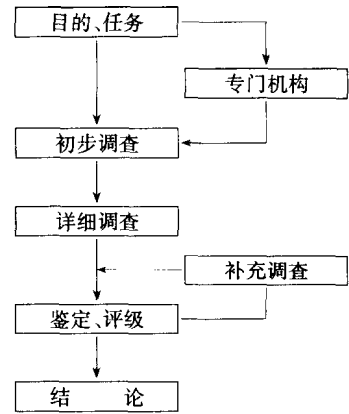 目的、任务
专门机构
初步调查
详细调查
补充调查
鉴定、评级
结 论